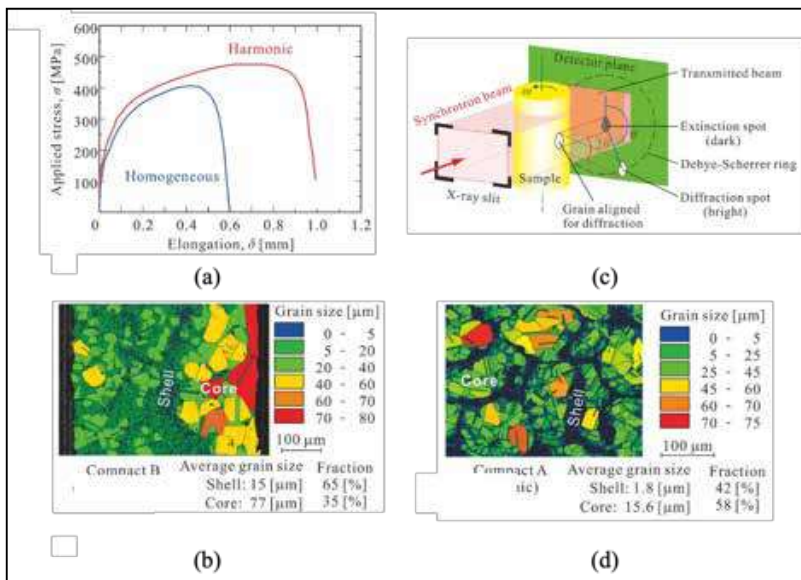 600
500
400
300
200
100
0
Applied stress, σ [MPa]
Harmonic
Homogeneous
0 0.2 0.4 0.6 0.8 1.0 1.2
Elongation, δ [mm]
(a)
Detector plane
Synchrotron beam
ω
Transmitted beam
Extinction spot
(dark)
2θ
Debye-Scherrer ring
X-ray slit
Sample
Diffraction spot
(bright)
Grain aligned
for diffraction
(c)
Shell
Core
Grain size [μm]
0 - 5
5 - 20
20 - 40
40 - 60
60 - 70
70 - 80
100 μm
Compact B
Average grain size Fraction
Shell: 15 [μm] 65 [%]
Core: 77 [μm] 35 [%]
(b)
Core
Shell
Grain size [μm]
0 - 5
5 - 25
25 - 45
45 - 60
60 - 70
70 - 75
100 μm
Compact A
ic)
Average grain size Fraction
Shell: 1.8 [μm] 42 [%]
Core: 15.6 [μm] 58 [%]
(d)